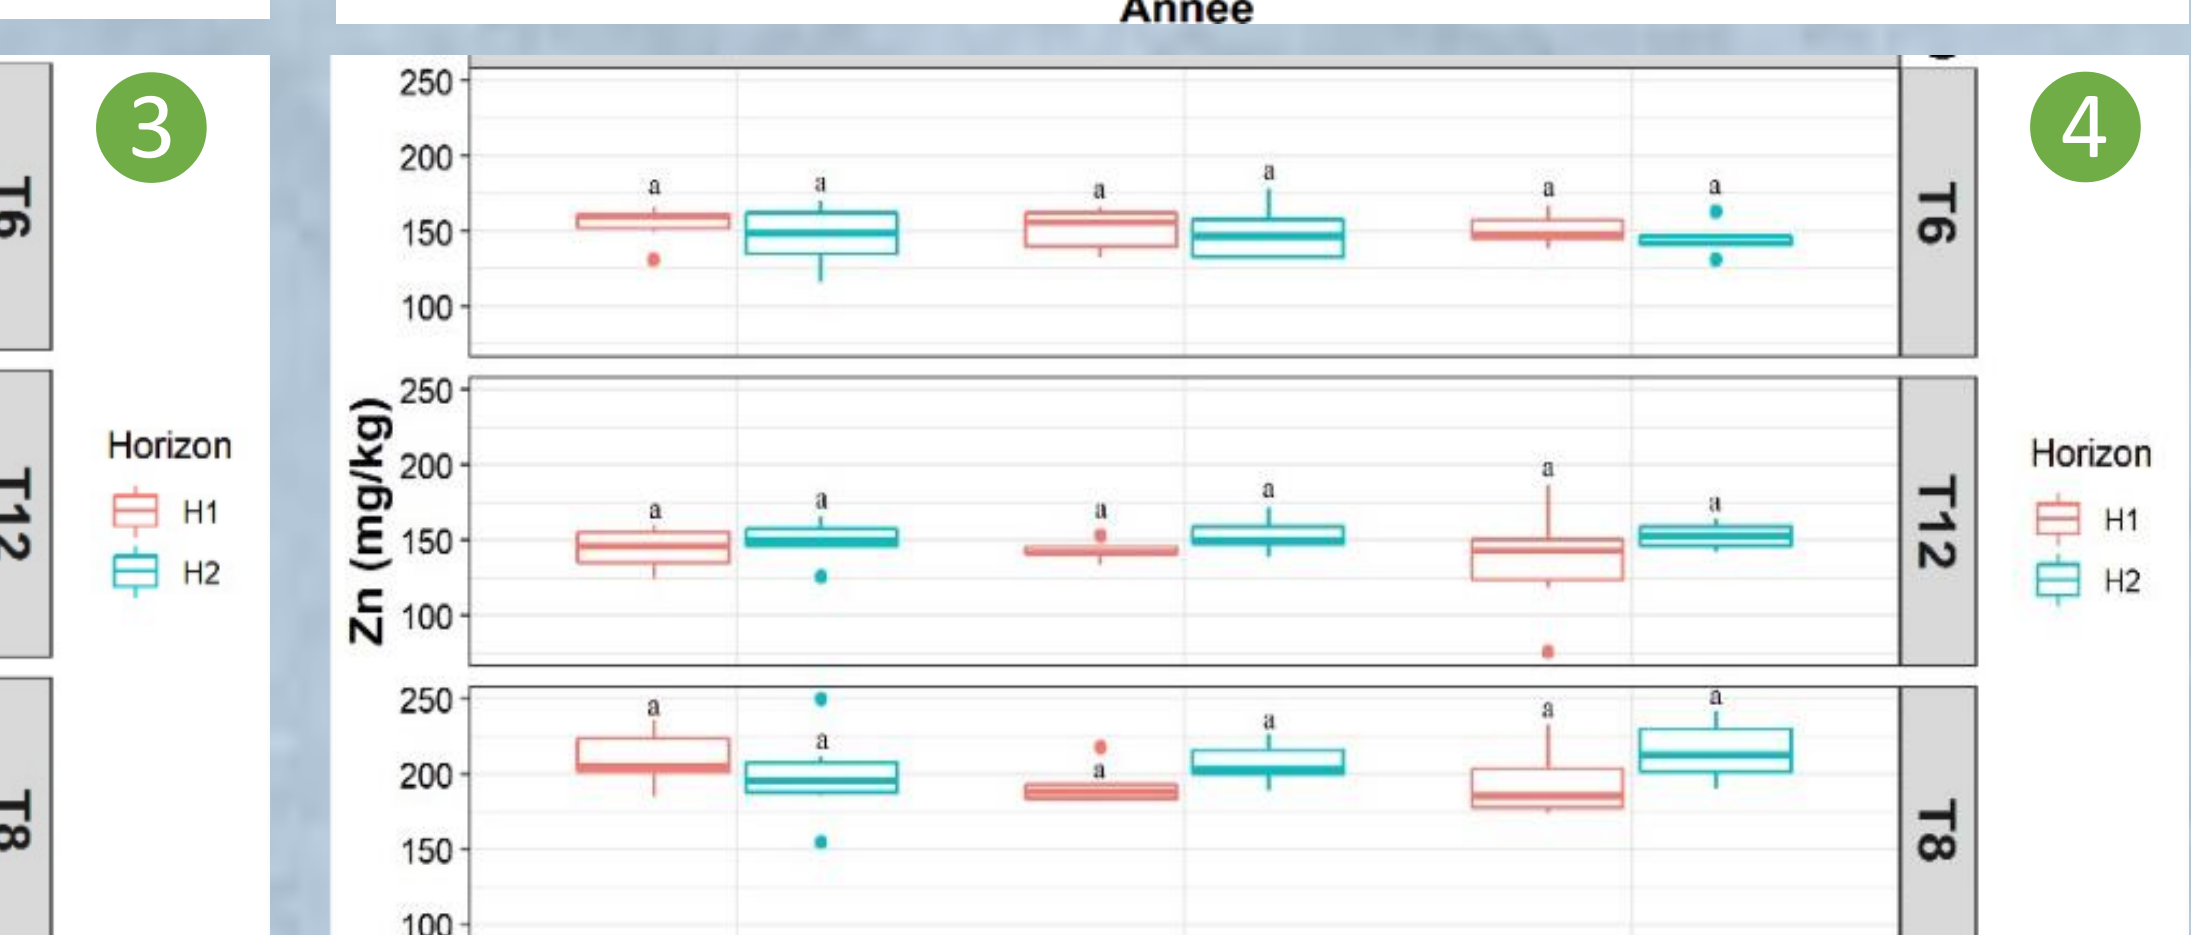 Année
T6
3
T12
Horizon
H1
H2
T8
4
Zn (mg/kg)
250
200
150
100
a a a a a a
T6
250
200
150
100
a a a a a a
T12
250
200
150
100
a a a a a a
T8
Horizon
H1
H2